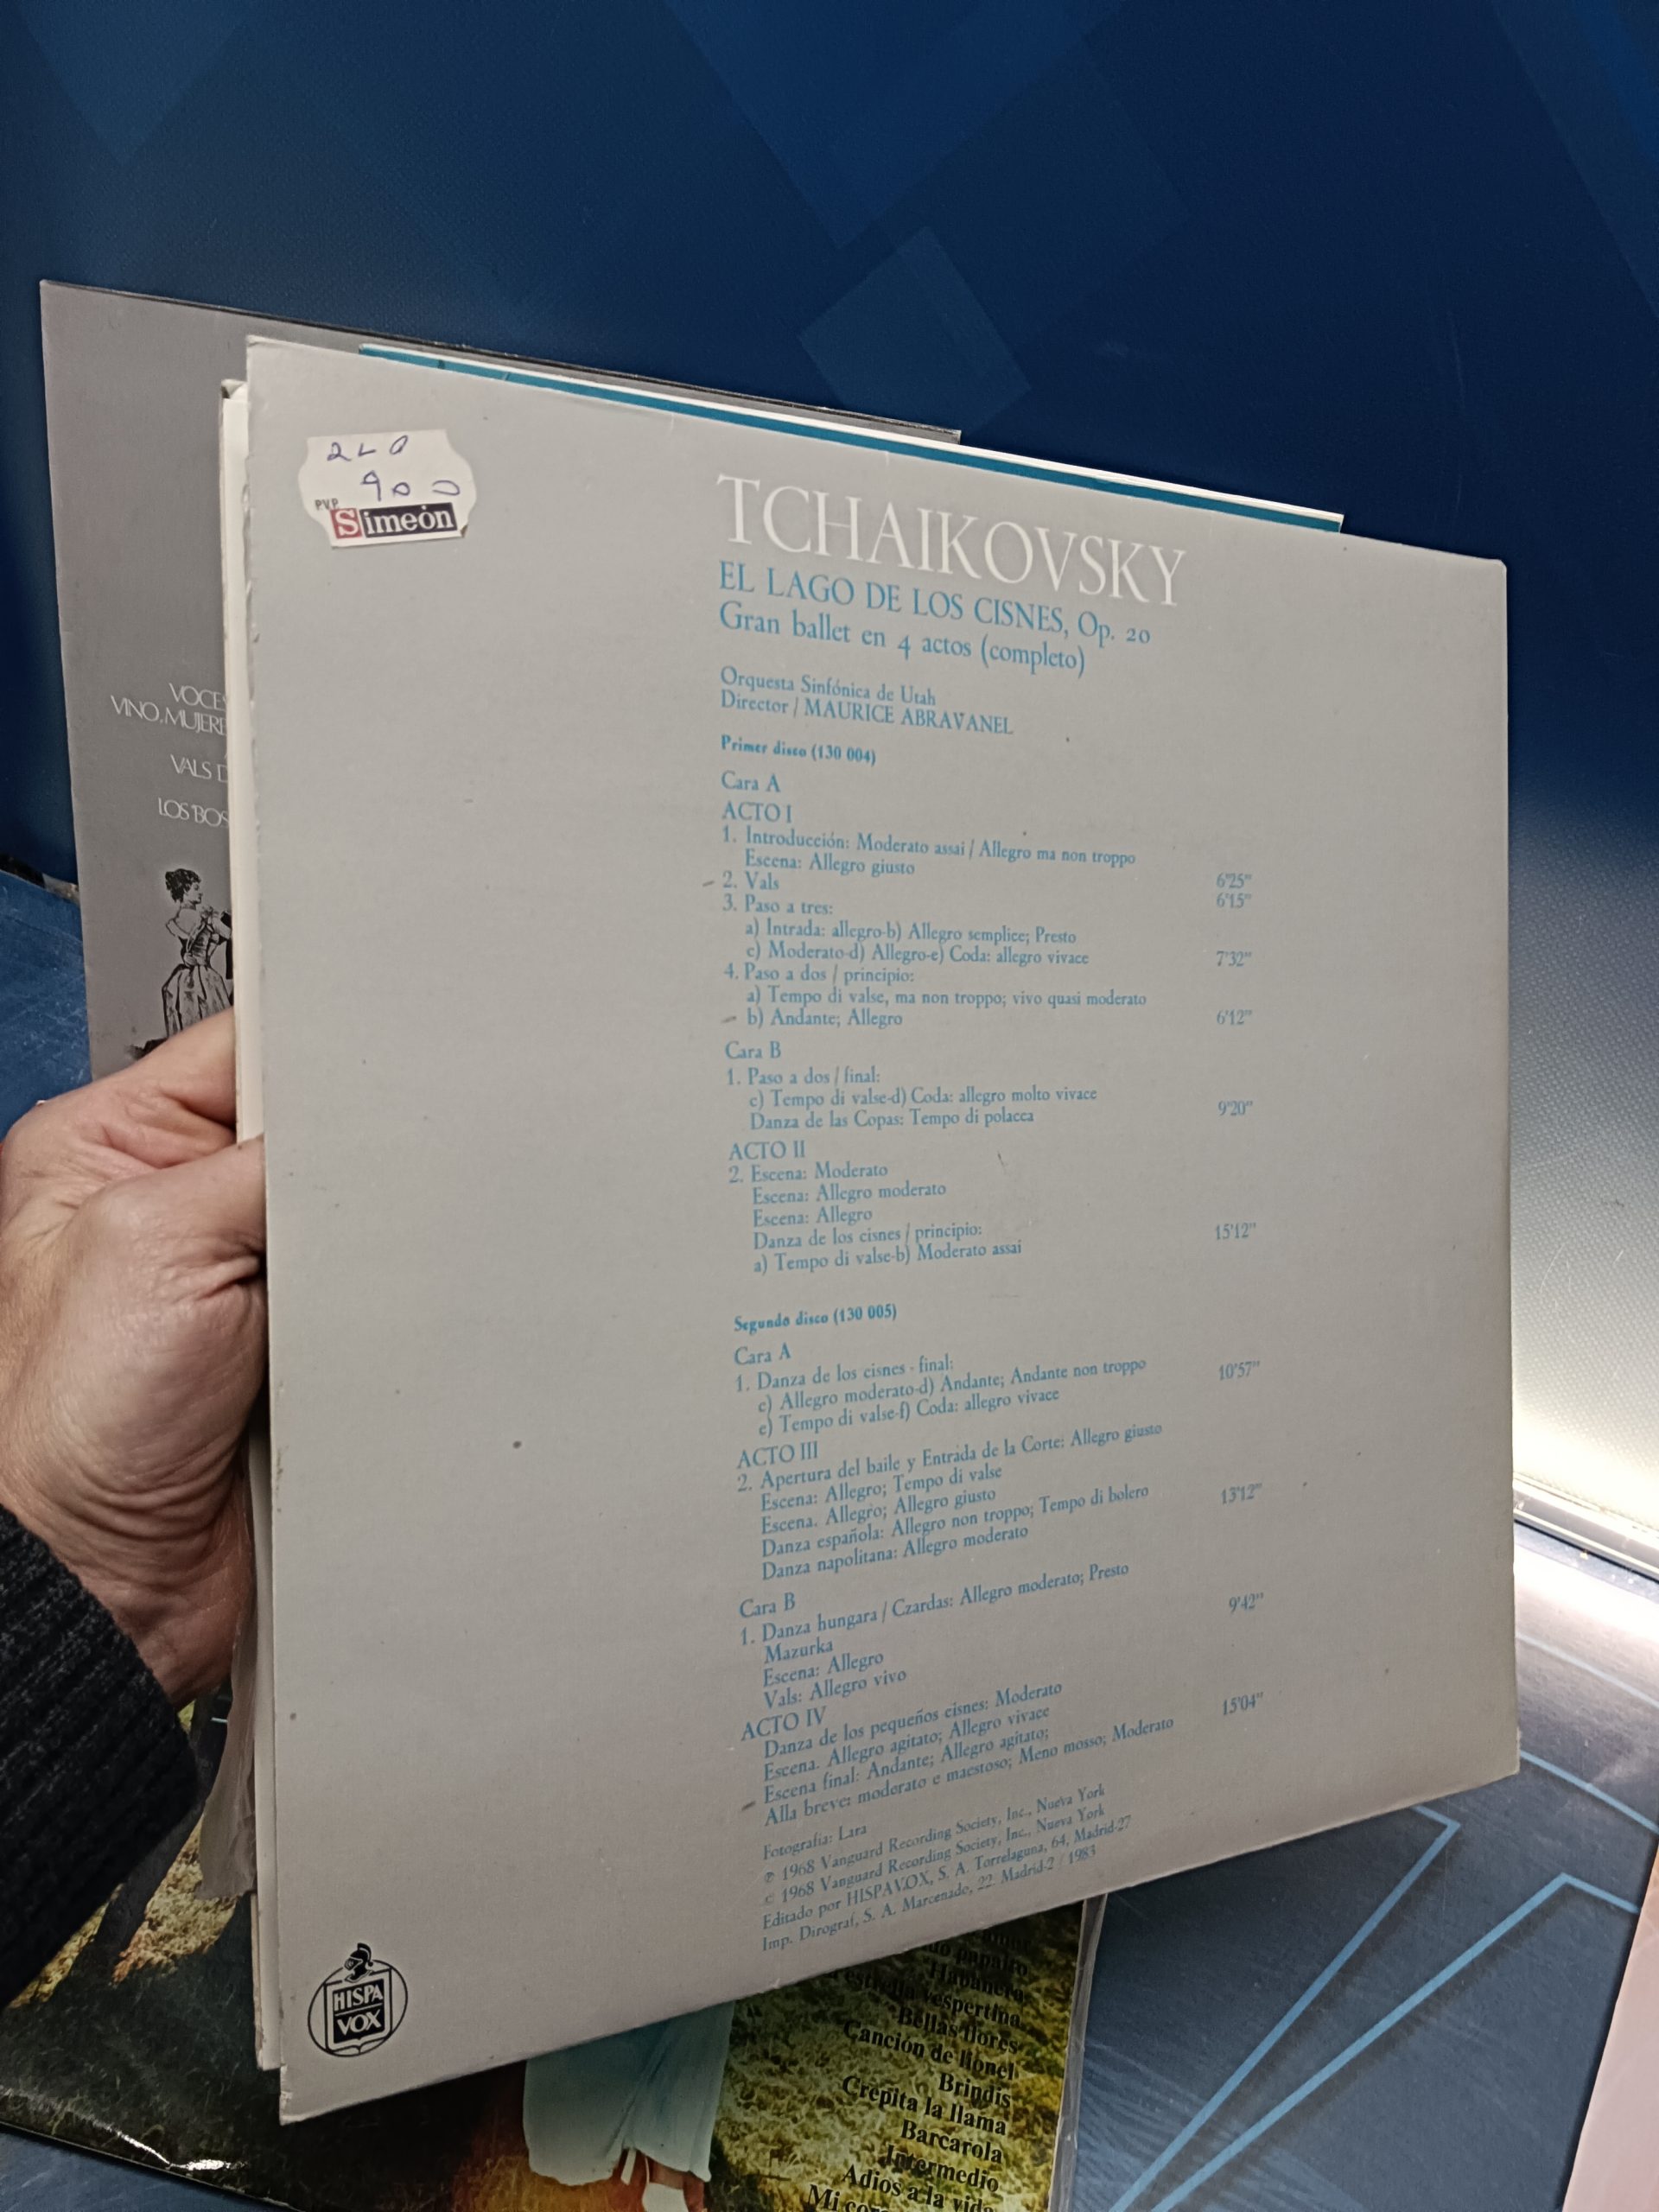 2 L P
900
PVP
Simeón
TCHAIKOVSKY
EL LAGO DE LOS CISNES, Op. 20
Gran ballet en 4 actos (completo)
Orquesta Sinfónica de Utah
Director / MAURICE ABRAVANEL
Primer disco (130 004)
Cara A
ACTO I
1. Introducción: Moderato assai / Allegro ma non troppo
Escena: Allegro giusto 6'25"
2. Vals 6'15"
3. Paso a tres:
a) Intrada: allegro-b) Allegro semplice; Presto
c) Moderato-d) Allegro-e) Coda: allegro vivace 7'32"
4. Paso a dos / principio:
a) Tempo di valse, ma non troppo; vivo quasi moderato
b) Andante; Allegro 6'12"
Cara B
1. Paso a dos / final:
c) Tempo di valse-d) Coda: allegro molto vivace
Danza de las Copas: Tempo di polacca 9'20"
ACTO II
2. Escena: Moderato
Escena: Allegro moderato
Escena: Allegro
Danza de los cisnes / principio:
a) Tempo di valse-b) Moderato assai 15'12"
Segundo disco (130 005)
Cara A
1. Danza de los cisnes - final:
c) Allegro moderato-d) Andante; Andante non troppo
e) Tempo di valse-f) Coda: allegro vivace 10'57"
ACTO III
2. Apertura del baile y Entrada de la Corte: Allegro giusto
Escena: Allegro; Tempo di valse
Escena. Allegro; Allegro giusto
Danza española: Allegro non troppo; Tempo di bolero
Danza napolitana: Allegro moderato 13'12"
Cara B
1. Danza hungara / Czardas: Allegro moderato; Presto
Mazurka
Escena: Allegro
Vals: Allegro vivo 9'42"
ACTO IV
Danza de los pequeños cisnes: Moderato
Escena. Allegro agitato; Allegro vivace
Escena final: Andante; Allegro agitato;
Alla breve: moderato e maestoso; Meno mosso; Moderato 15'04"
Fotografía: Lara
℗ 1968 Vanguard Recording Society, Inc., Nueva York
© 1968 Vanguard Recording Society, Inc., Nueva York
Editado por HISPAVOX, S. A. Torrelaguna, 64, Madrid-27
Imp. Dirograf, S. A. Marcenado, 22. Madrid-2 / 1983
HISPA
VOX
VOCES
VINO, MUJERE
VALS D
LOS BOS
Habanera
estrella vespertina
Bellas flores
Canción de lionel
Brindis
Crepita la llama
Barcarola
Intermedio
Adios a la vida
Mi